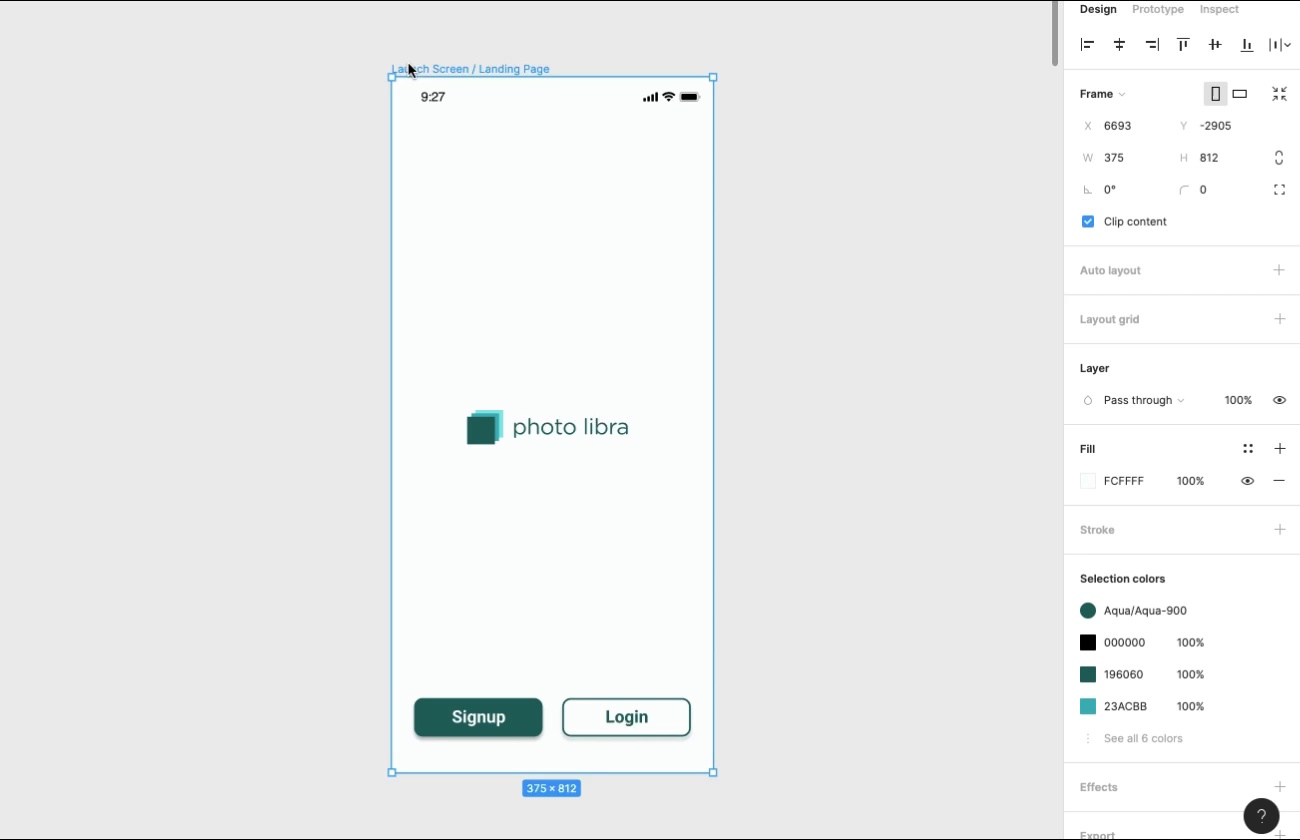 Design Prototype Inspect
Launch Screen / Landing Page
9:27
photo libra
Signup Login
375 × 812
Frame
X 6693 Y -2905
W 375 H 812
0° 0
Clip content
Auto layout
Layout grid
Layer
Pass through 100%
Fill
FCFFFF 100%
Stroke
Selection colors
Aqua/Aqua-900
000000 100%
196060 100%
23ACBB 100%
See all 6 colors
Effects
?
Export